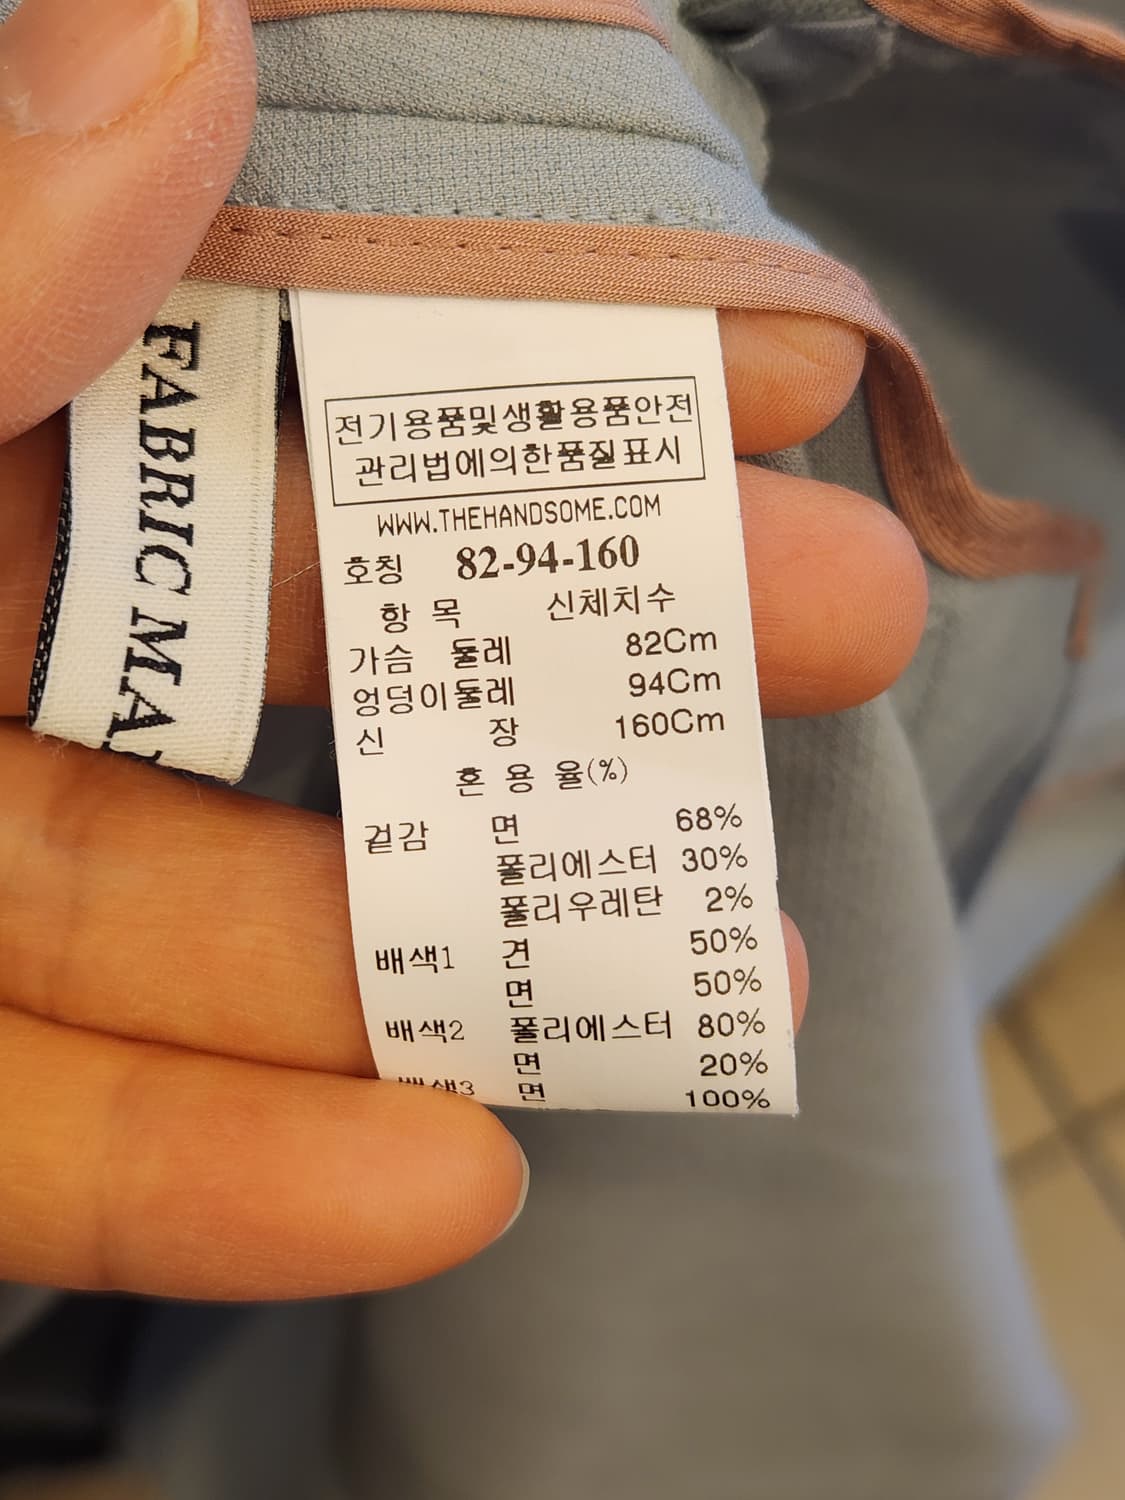 FABRIC MA
전기용품및생활용품안전
관리법에의한품질표시
WWW.THEHANDSOME.COM
호칭 82-94-160
항 목 신체치수
가슴 둘레 82Cm
엉덩이둘레 94Cm
신 장 160Cm
혼 용 율(%)
겉감 면 68%
폴리에스터 30%
폴리우레탄 2%
배색1 견 50%
면 50%
배색2 폴리에스터 80%
면 20%
배색3 면 100%